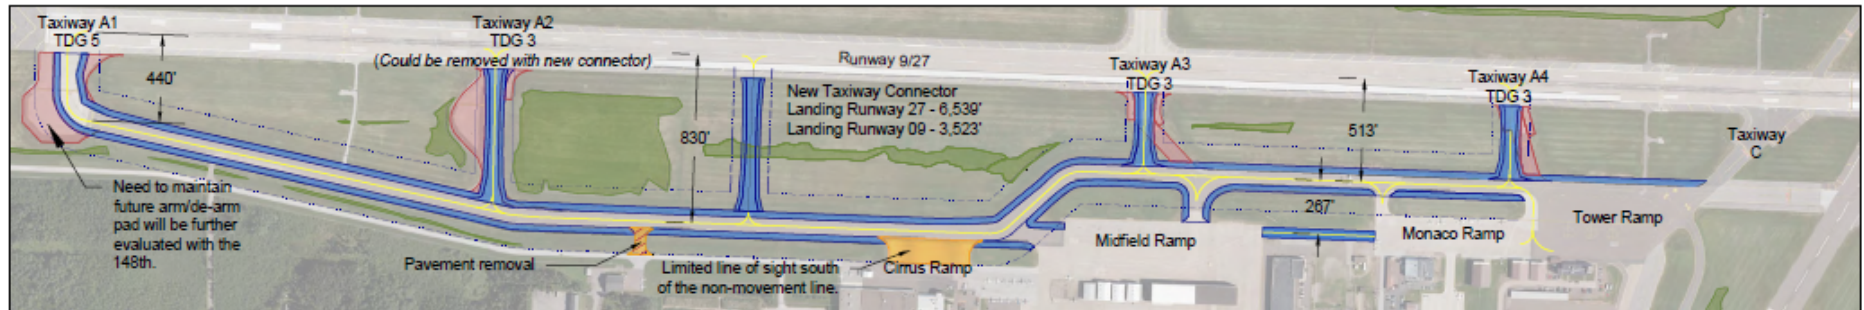 Taxiway A1
TDG 5
440'
Taxiway A2
TDG 3
(Could be removed with new connector)
Runway 9/27
New Taxiway Connector
Landing Runway 27 - 6,539'
Landing Runway 09 - 3,523'
830'
Taxiway A3
TDG 3
513'
Taxiway A4
TDG 3
Taxiway
C
Need to maintain
future arm/de-arm
pad will be further
evaluated with the
148th.
Pavement removal
Limited line of sight south
of the non-movement line.
Cirrus Ramp
Midfield Ramp
267'
Monaco Ramp
Tower Ramp